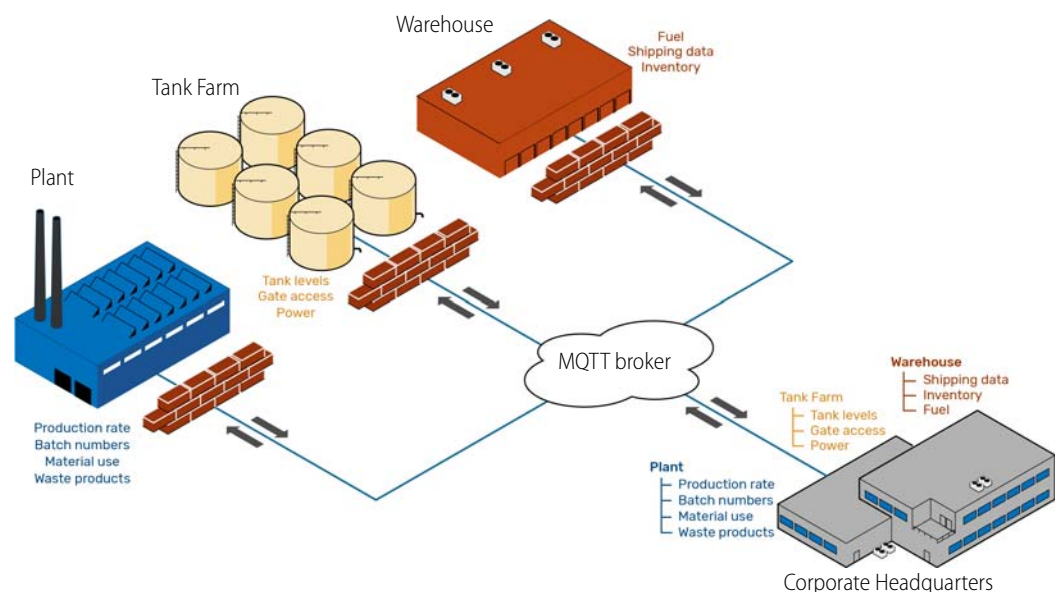 Warehouse
Fuel
Shipping data
Inventory
Tank Farm
Plant
Tank levels
Gate access
Power
MQTT broker
Production rate
Batch numbers
Material use
Waste products
Warehouse
Shipping data
Inventory
Fuel
Tank Farm
Tank levels
Gate access
Power
Plant
Production rate
Batch numbers
Material use
Waste products
Corporate Headquarters